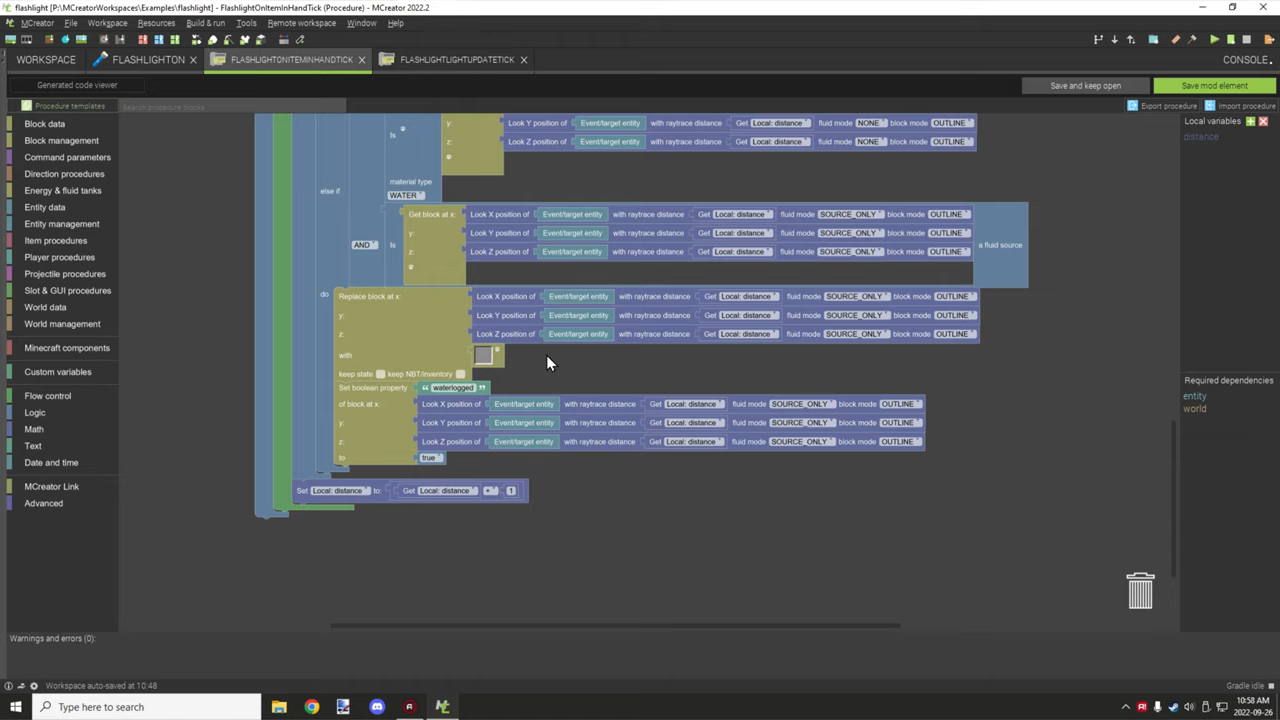 flashlight [P:\MCreatorWorkspaces\Examples\flashlight] - FlashlightOnItemInHandTick (Procedure) - MCreator 2022.2
MCreator File Workspace Resources Build & run Tools Remote workspace Window Help
WORKSPACE FLASHLIGHTON FLASHLIGHTONITEMINHANDTICK FLASHLIGHTLIGHTUPDATETICK CONSOLE
Generated code viewer Save and keep open Save mod element
Procedure templates Search procedure blocks Export procedure Import procedure
Block data
Block management
Command parameters
Direction procedures
Energy & fluid tanks
Entity data
Entity management
Item procedures
Player procedures
Projectile procedures
Slot & GUI procedures
World data
World management
Minecraft components
Custom variables
Flow control
Logic
Math
Text
Date and time
MCreator Link
Advanced
y: Look Y position of Event/target entity with raytrace distance Get Local: distance fluid mode NONE block mode OUTLINE
Is
z: Look Z position of Event/target entity with raytrace distance Get Local: distance fluid mode NONE block mode OUTLINE
material type
else if
WATER
Get block at x: Look X position of Event/target entity with raytrace distance Get Local: distance fluid mode SOURCE_ONLY block mode OUTLINE
y: Look Y position of Event/target entity with raytrace distance Get Local: distance fluid mode SOURCE_ONLY block mode OUTLINE
AND Is a fluid source
z: Look Z position of Event/target entity with raytrace distance Get Local: distance fluid mode SOURCE_ONLY block mode OUTLINE
do Replace block at x: Look X position of Event/target entity with raytrace distance Get Local: distance fluid mode SOURCE_ONLY block mode OUTLINE
y: Look Y position of Event/target entity with raytrace distance Get Local: distance fluid mode SOURCE_ONLY block mode OUTLINE
z: Look Z position of Event/target entity with raytrace distance Get Local: distance fluid mode SOURCE_ONLY block mode OUTLINE
with
keep state keep NBT/inventory
Set boolean property “ waterlogged ”
of block at x: Look X position of Event/target entity with raytrace distance Get Local: distance fluid mode SOURCE_ONLY block mode OUTLINE
y: Look Y position of Event/target entity with raytrace distance Get Local: distance fluid mode SOURCE_ONLY block mode OUTLINE
z: Look Z position of Event/target entity with raytrace distance Get Local: distance fluid mode SOURCE_ONLY block mode OUTLINE
to true
Set Local: distance to: Get Local: distance + 1
Local variables
distance
Required dependencies
entity
world
Warnings and errors (0):
Workspace auto-saved at 10:48 Gradle idle
Type here to search
10:58 AM
2022-09-26